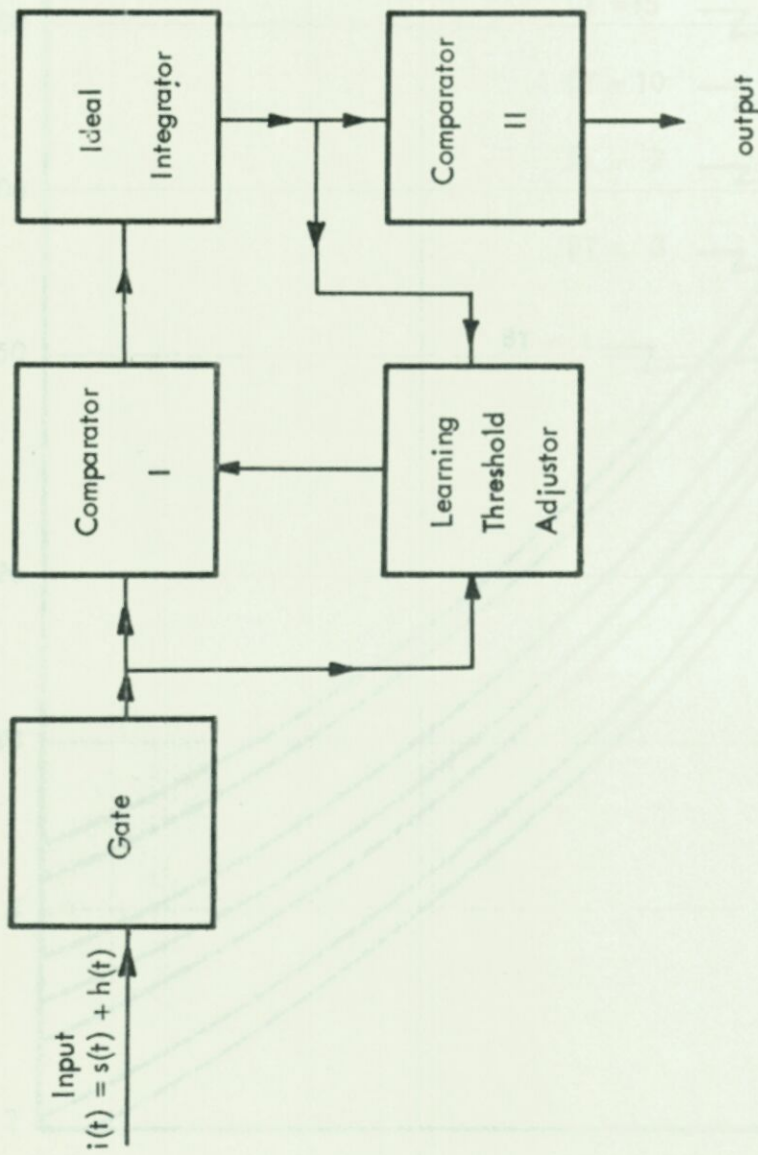 Input
i(t) = s(t) + h(t)
Gate
Comparator
I
Ideal
Integrator
Learning
Threshold
Adjustor
Comparator
II
output